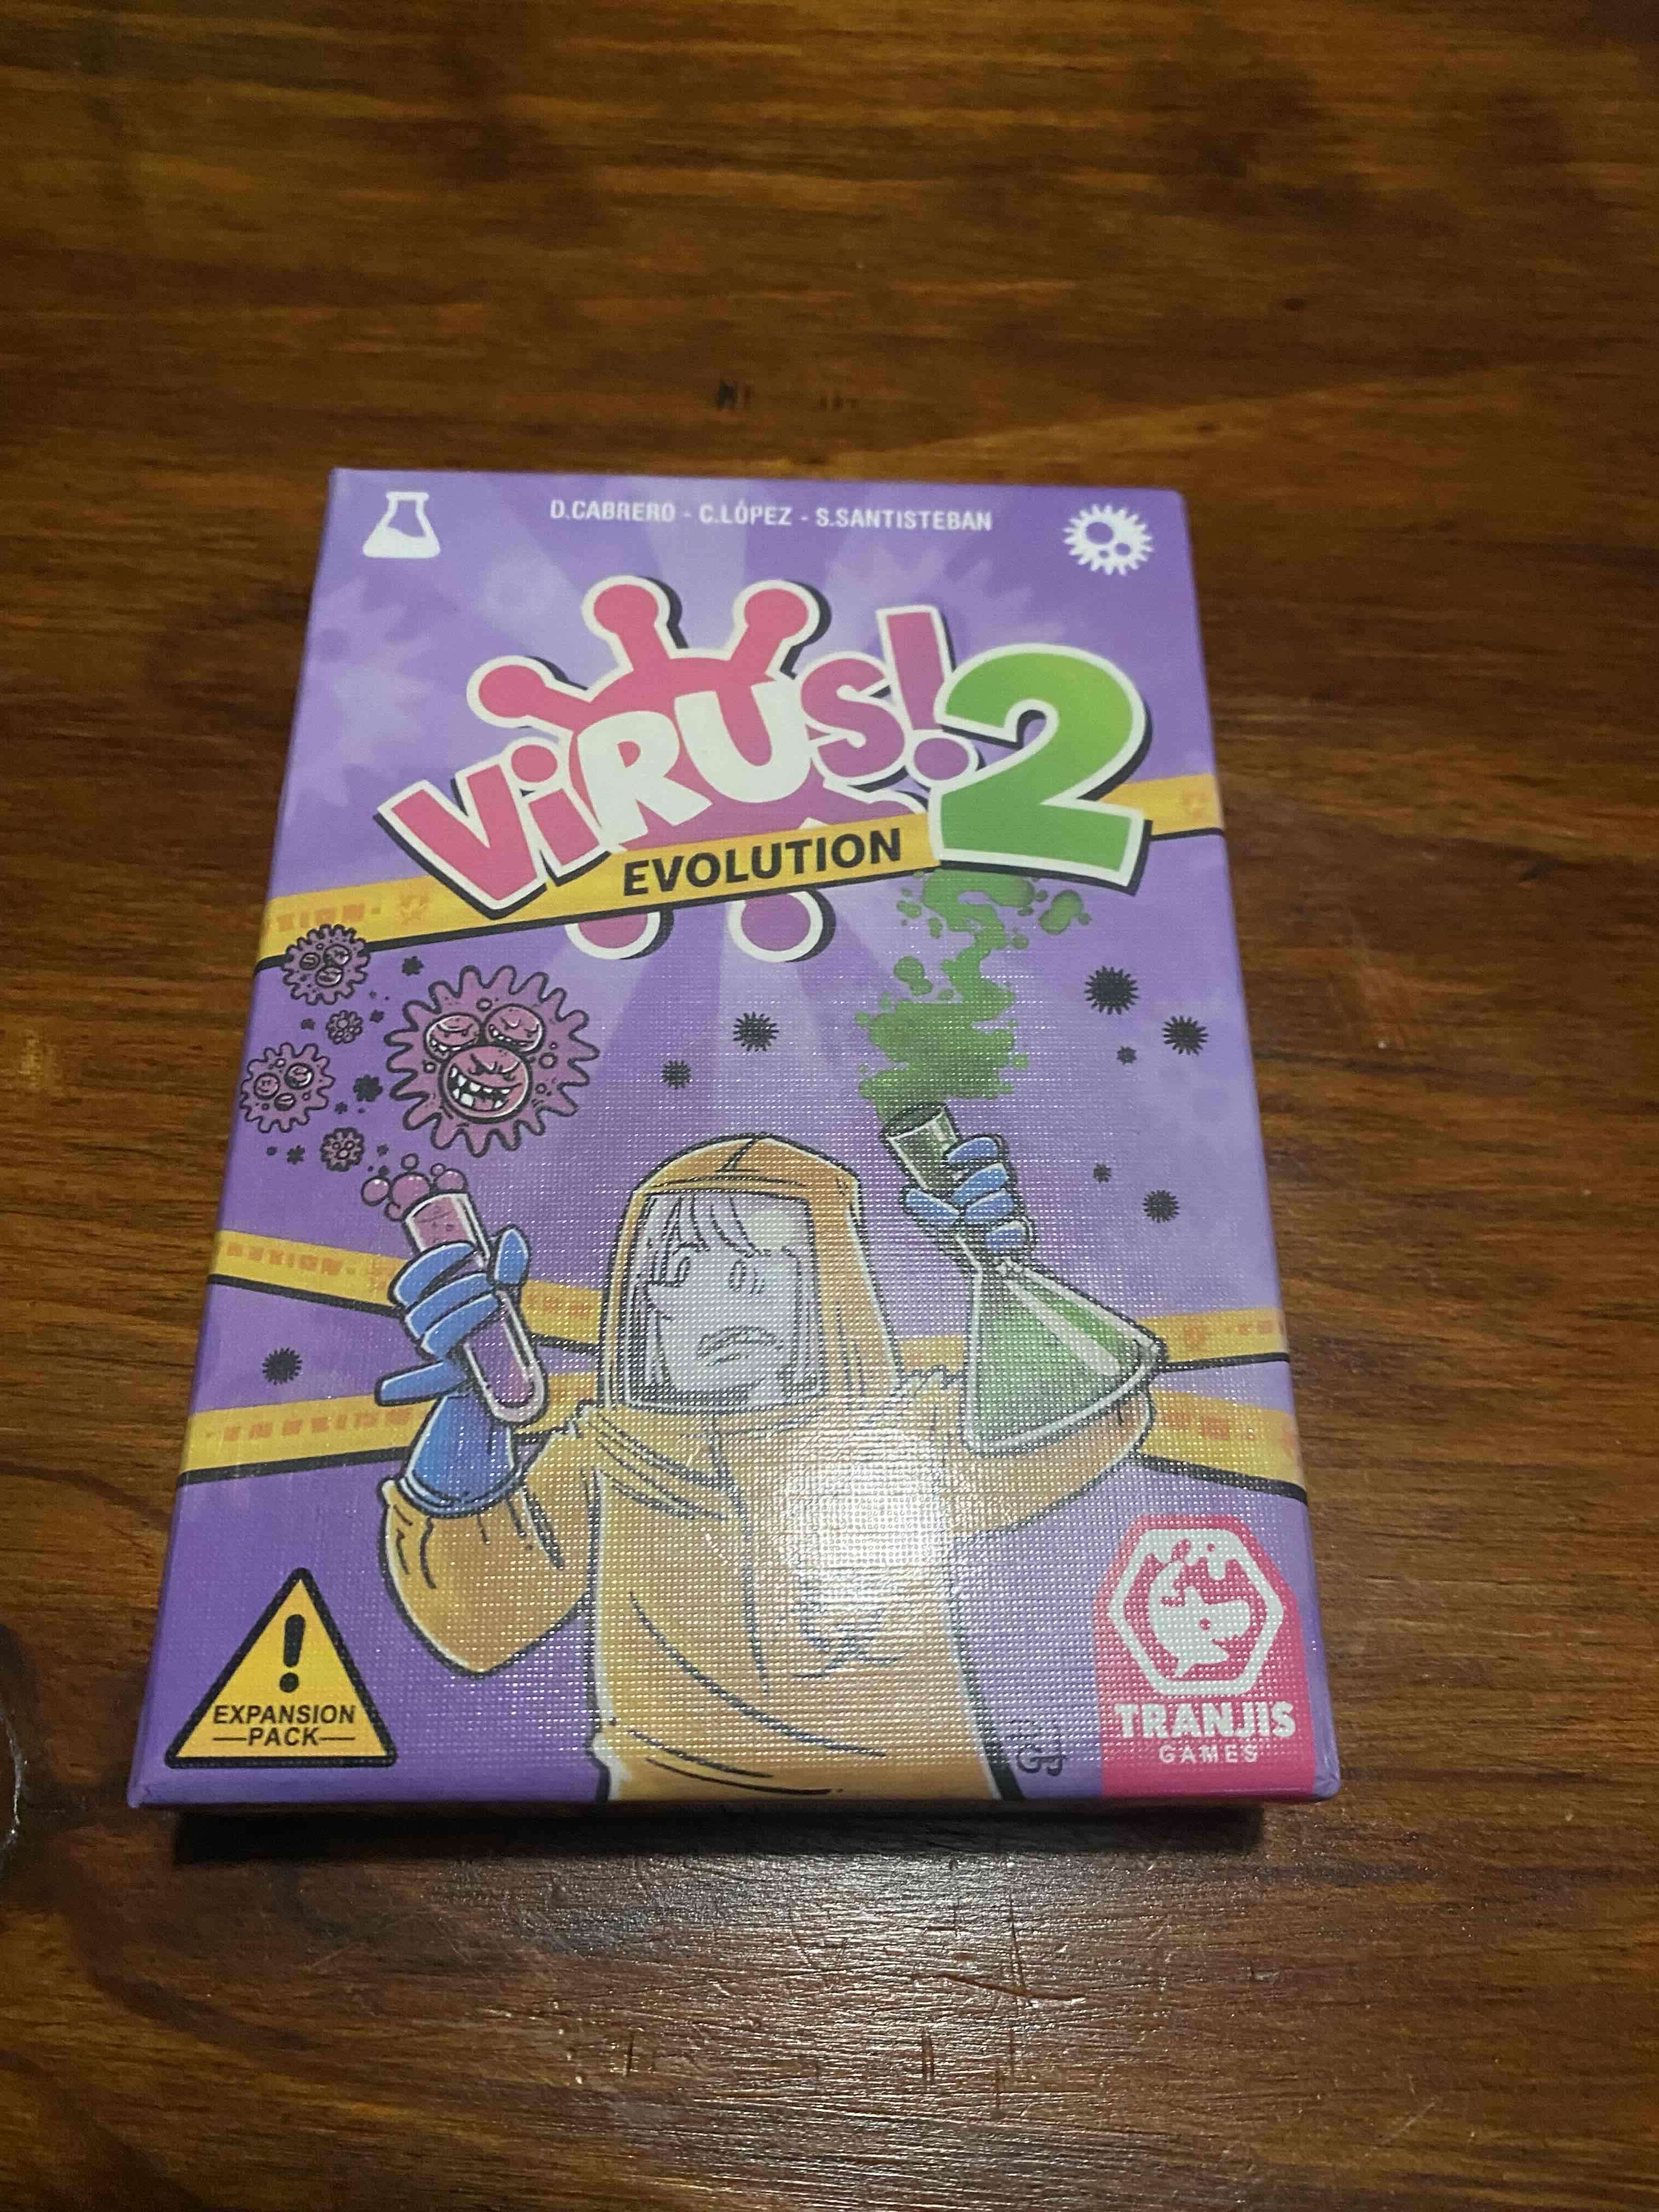 D.CABRERO - C.LÓPEZ - S.SANTISTEBAN
ViRUS!2
EVOLUTION
EXPANSION
PACK
TRANJIS
GAMES